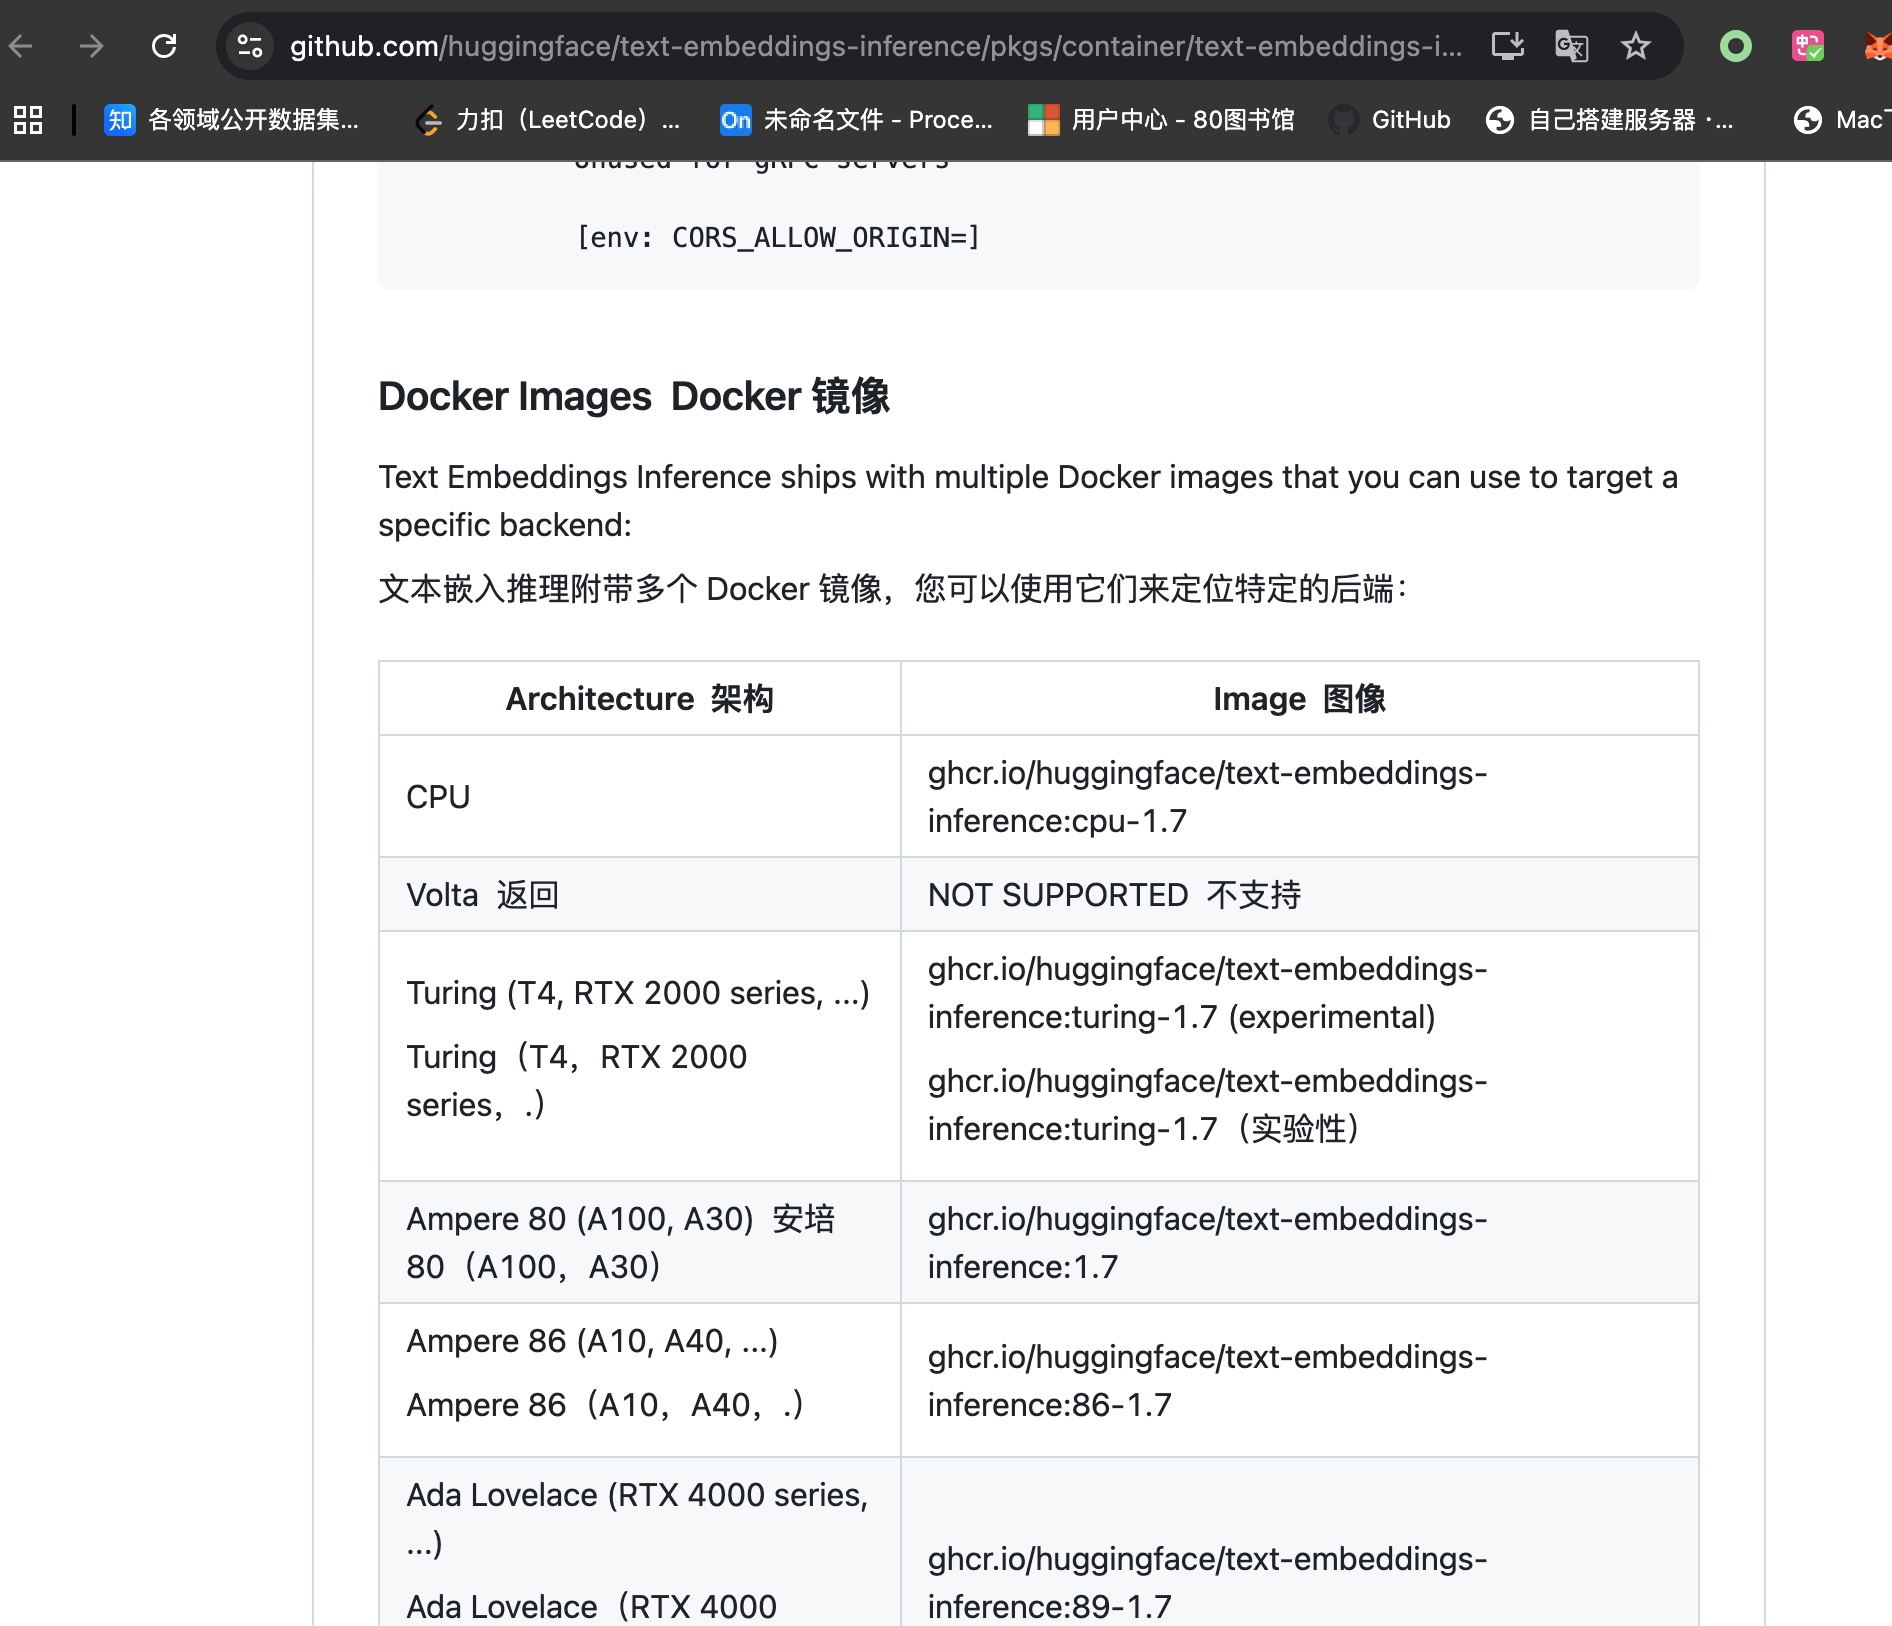 github.com/huggingface/text-embeddings-inference/pkgs/container/text-embeddings-i...
各领域公开数据集...
力扣（LeetCode）...
未命名文件 - Proce...
用户中心 - 80图书馆
GitHub
自己搭建服务器 ·...
Mac
unused for gRPC servers
[env: CORS_ALLOW_ORIGIN=]
Docker Images Docker 镜像
Text Embeddings Inference ships with multiple Docker images that you can use to target a
specific backend:
文本嵌入推理附带多个 Docker 镜像，您可以使用它们来定位特定的后端：
Architecture 架构
Image 图像
CPU
ghcr.io/huggingface/text-embeddings-
inference:cpu-1.7
Volta 返回
NOT SUPPORTED 不支持
Turing (T4, RTX 2000 series, ...)
Turing（T4，RTX 2000
series，.）
ghcr.io/huggingface/text-embeddings-
inference:turing-1.7 (experimental)
ghcr.io/huggingface/text-embeddings-
inference:turing-1.7（实验性）
Ampere 80 (A100, A30) 安培
80（A100，A30）
ghcr.io/huggingface/text-embeddings-
inference:1.7
Ampere 86 (A10, A40, ...)
Ampere 86（A10，A40，.）
ghcr.io/huggingface/text-embeddings-
inference:86-1.7
Ada Lovelace (RTX 4000 series,
...)
Ada Lovelace（RTX 4000
ghcr.io/huggingface/text-embeddings-
inference:89-1.7